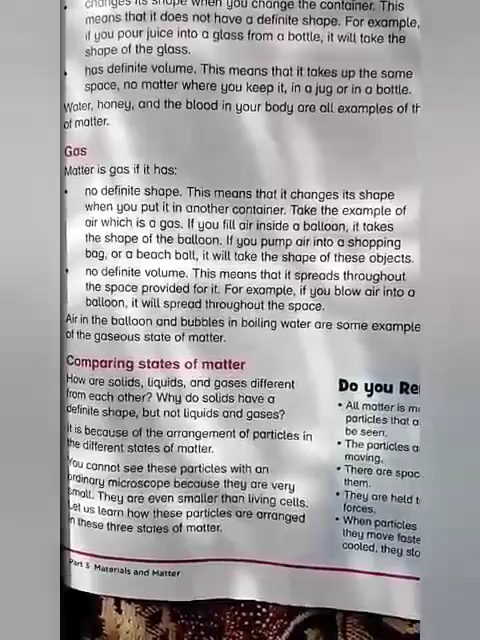 changes its shape when you change the container. This
means that it does not have a definite shape. For example,
if you pour juice into a glass from a bottle, it will take the
shape of the glass.
• has definite volume. This means that it takes up the same
space, no matter where you keep it, in a jug or in a bottle.
Water, honey, and the blood in your body are all examples of th
of matter.
Gas
Matter is gas if it has:
• no definite shape. This means that it changes its shape
when you put it in another container. Take the example of
air which is a gas. If you fill air inside a balloon, it takes
the shape of the balloon. If you pump air into a shopping
bag, or a beach ball, it will take the shape of these objects.
• no definite volume. This means that it spreads throughout
the space provided for it. For example, if you blow air into a
balloon, it will spread throughout the space.
Air in the balloon and bubbles in boiling water are some example
of the gaseous state of matter.
Comparing states of matter
How are solids, liquids, and gases different
from each other? Why do solids have a
definite shape, but not liquids and gases?
It is because of the arrangement of particles in
the different states of matter.
You cannot see these particles with an
ordinary microscope because they are very
small. They are even smaller than living cells.
Let us learn how these particles are arranged
in these three states of matter.
Do you Re
• All matter is m
particles that a
be seen.
• The particles a
moving.
• There are spac
them.
• They are held t
forces.
• When particles
they move faste
cooled, they slo
Part 3 Materials and Matter